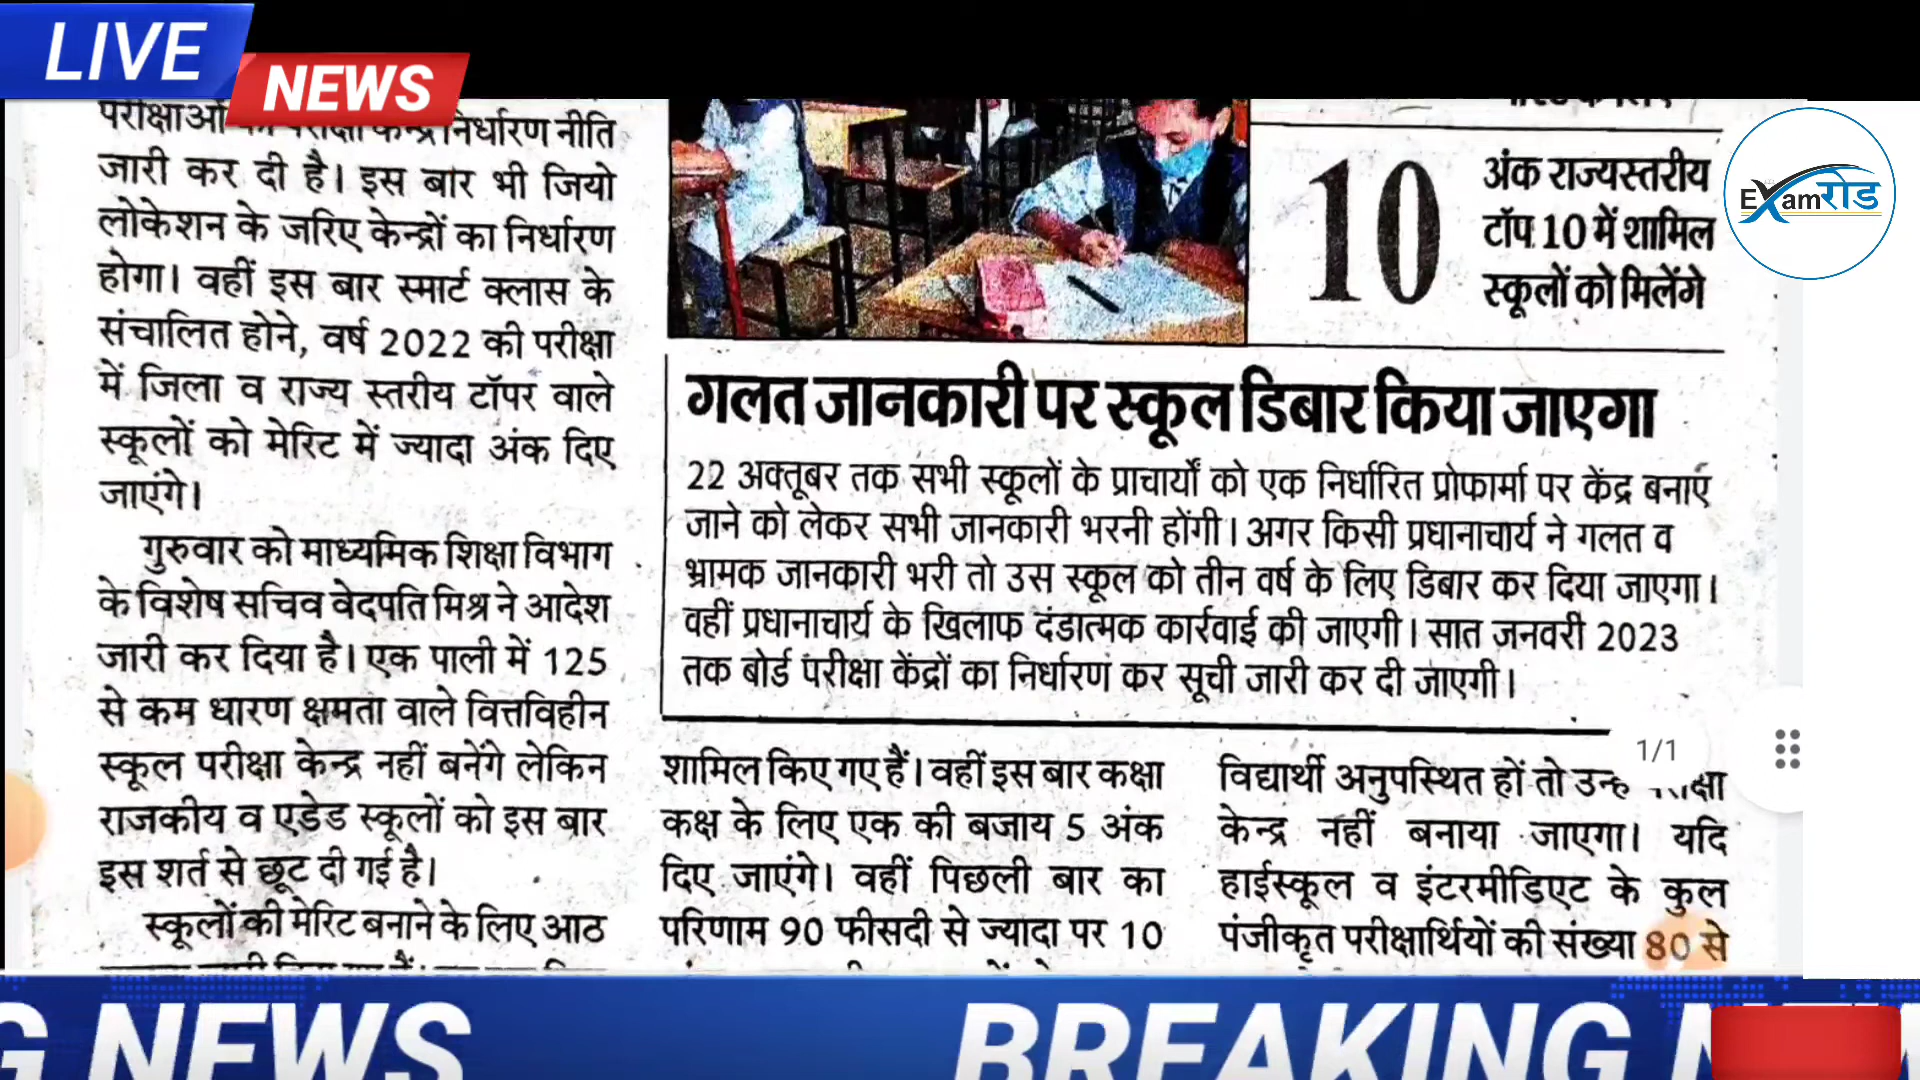 LIVE
NEWS
परीक्षाओं
निर्धारण नीति
जारी कर दी है। इस बार भी जियो
लोकेशन के जरिए केन्द्रों का निर्धारण
होगा। वहीं इस बार स्मार्ट क्लास के
संचालित होने, वर्ष 2022 की परीक्षा
में जिला व राज्य स्तरीय टॉपर वाले
स्कूलों को मेरिट में ज्यादा अंक दिए
जाएंगे।
गुरुवार को माध्यमिक शिक्षा विभाग
के विशेष सचिव वेदपति मिश्र ने आदेश
जारी कर दिया है। एक पाली में 125
से कम धारण क्षमता वाले वित्तविहीन
स्कूल परीक्षा केन्द्र नहीं बनेंगे लेकिन
राजकीय व एडेड स्कूलों को इस बार
इस शर्त से छूट दी गई है।
स्कूलों की मेरिट बनाने के लिए आठ
10
अंक राज्यस्तरीय
टॉप 10 में शामिल
स्कूलों को मिलेंगे
Examरोड
गलत जानकारी पर स्कूल डिबार किया जाएगा
22 अक्तूबर तक सभी स्कूलों के प्राचार्यों को एक निर्धारित प्रोफार्मा पर केंद्र बनाए
जाने को लेकर सभी जानकारी भरनी होंगी। अगर किसी प्रधानाचार्य ने गलत व
भ्रामक जानकारी भरी तो उस स्कूल को तीन वर्ष के लिए डिबार कर दिया जाएगा।
वहीं प्रधानाचार्य के खिलाफ दंडात्मक कार्रवाई की जाएगी। सात जनवरी 2023
तक बोर्ड परीक्षा केंद्रों का निर्धारण कर सूची जारी कर दी जाएगी।
शामिल किए गए हैं। वहीं इस बार कक्षा
कक्ष के लिए एक की बजाय 5 अंक
दिए जाएंगे। वहीं पिछली बार का
परिणाम 90 फीसदी से ज्यादा पर 10
1/1
विद्यार्थी अनुपस्थित हों तो
केन्द्र नहीं बनाया जाएगा। यदि
हाईस्कूल व इंटरमीडिएट के कुल
पंजीकृत परीक्षार्थियों की संख्या 80 से
G NEWS
BREAKING